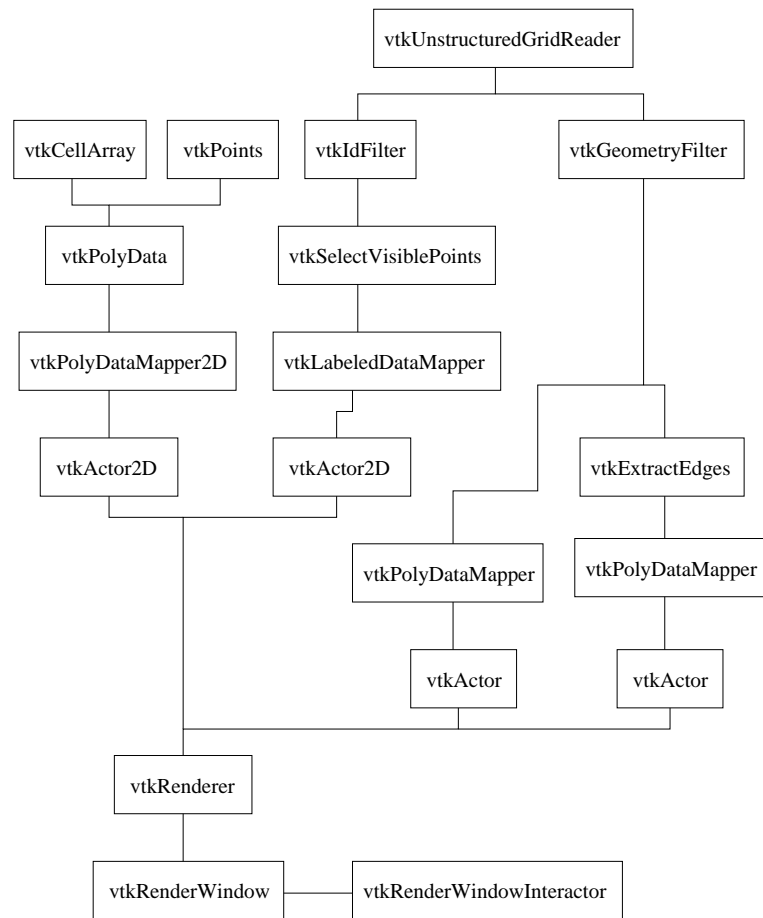 vtkUnstructuredGridReader
vtkCellArray
vtkPoints
vtkIdFilter
vtkGeometryFilter
vtkPolyData
vtkSelectVisiblePoints
vtkPolyDataMapper2D
vtkLabeledDataMapper
vtkActor2D
vtkActor2D
vtkExtractEdges
vtkPolyDataMapper
vtkPolyDataMapper
vtkActor
vtkActor
vtkRenderer
vtkRenderWindow
vtkRenderWindowInteractor